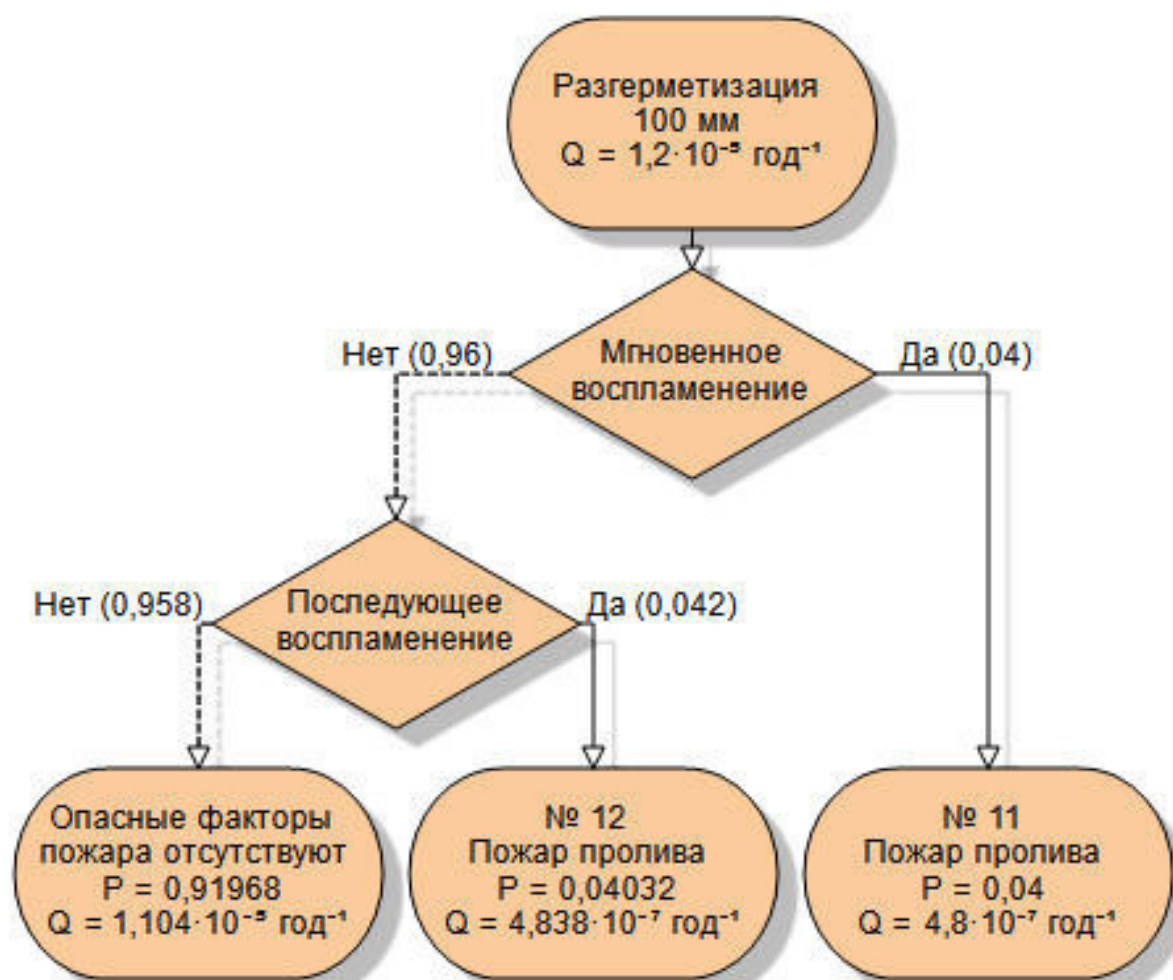 Разгерметизация
100 мм
Q = 1,2·10⁻⁵ год⁻¹
Нет (0,96)
Мгновенное
воспламенение
Да (0,04)
Нет (0,958)
Последующее
воспламенение
Да (0,042)
Опасные факторы
пожара отсутствуют
P = 0,91968
Q = 1,104·10⁻⁵ год⁻¹
№ 12
Пожар пролива
P = 0,04032
Q = 4,838·10⁻⁷ год⁻¹
№ 11
Пожар пролива
P = 0,04
Q = 4,8·10⁻⁷ год⁻¹